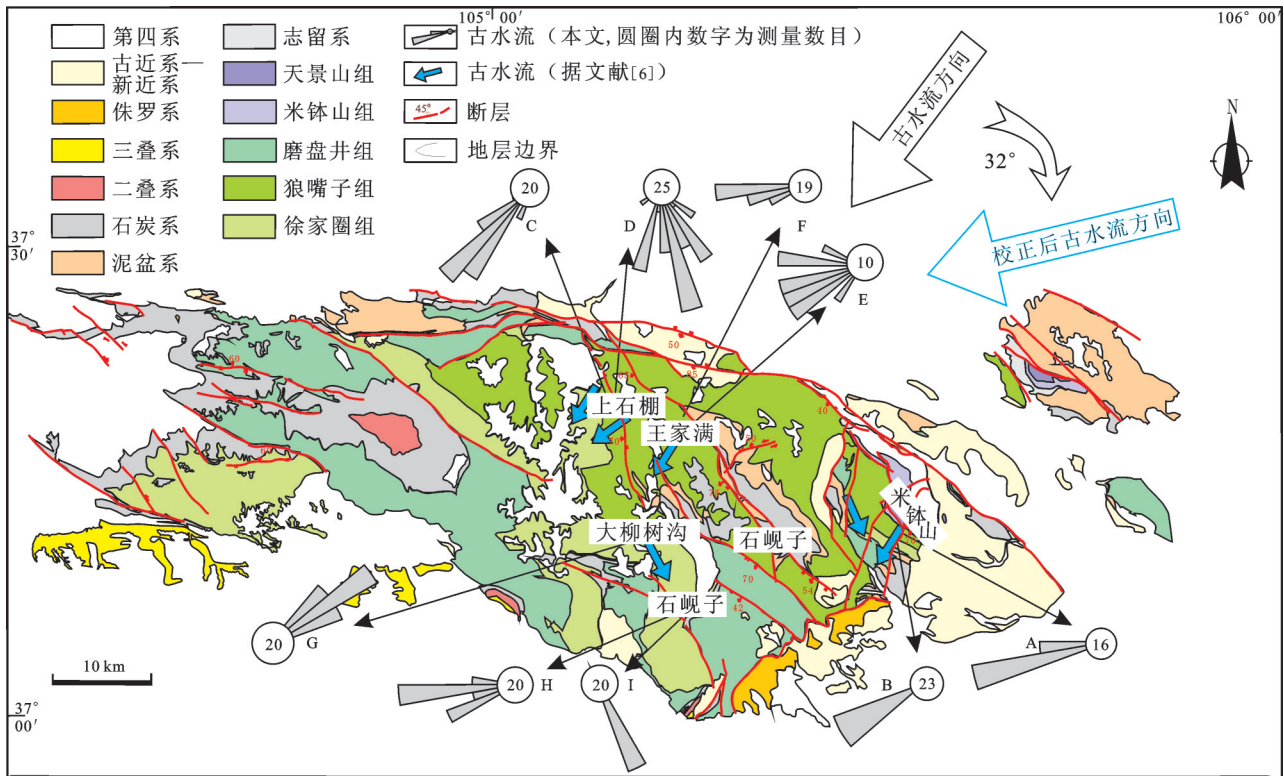 105° 00′
106° 00′
第四系
古近系—
新近系
侏罗系
三叠系
二叠系
石炭系
泥盆系
志留系
天景山组
米钵山组
磨盘井组
狼嘴子组
徐家圈组
古水流（本文,圆圈内数字为测量数目）
古水流（据文献[6]）
45°
断层
地层边界
古水流方向
32°
N
校正后古水流方向
37°
30′
20
C
25
D
19
F
10
E
50
40
60
上石棚
王家满
米钵山
大柳树沟
石岘子
石岘子
70
42
54
20
G
20
H
20
I
23
B
16
A
10 km
37°
00′